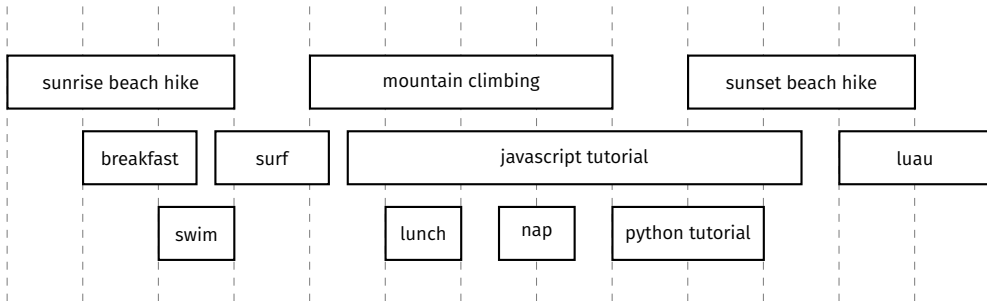 sunrise beach hike
mountain climbing
sunset beach hike
breakfast
surf
javascript tutorial
luau
swim
lunch
nap
python tutorial